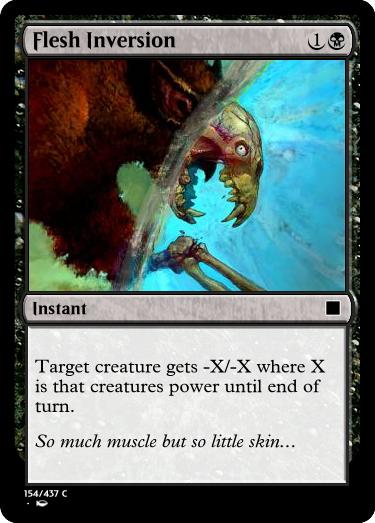 Flesh Inversion 1
Instant
Target creature gets -X/-X where X
is that creatures power until end of
turn.
So much muscle but so little skin...
154/437 C